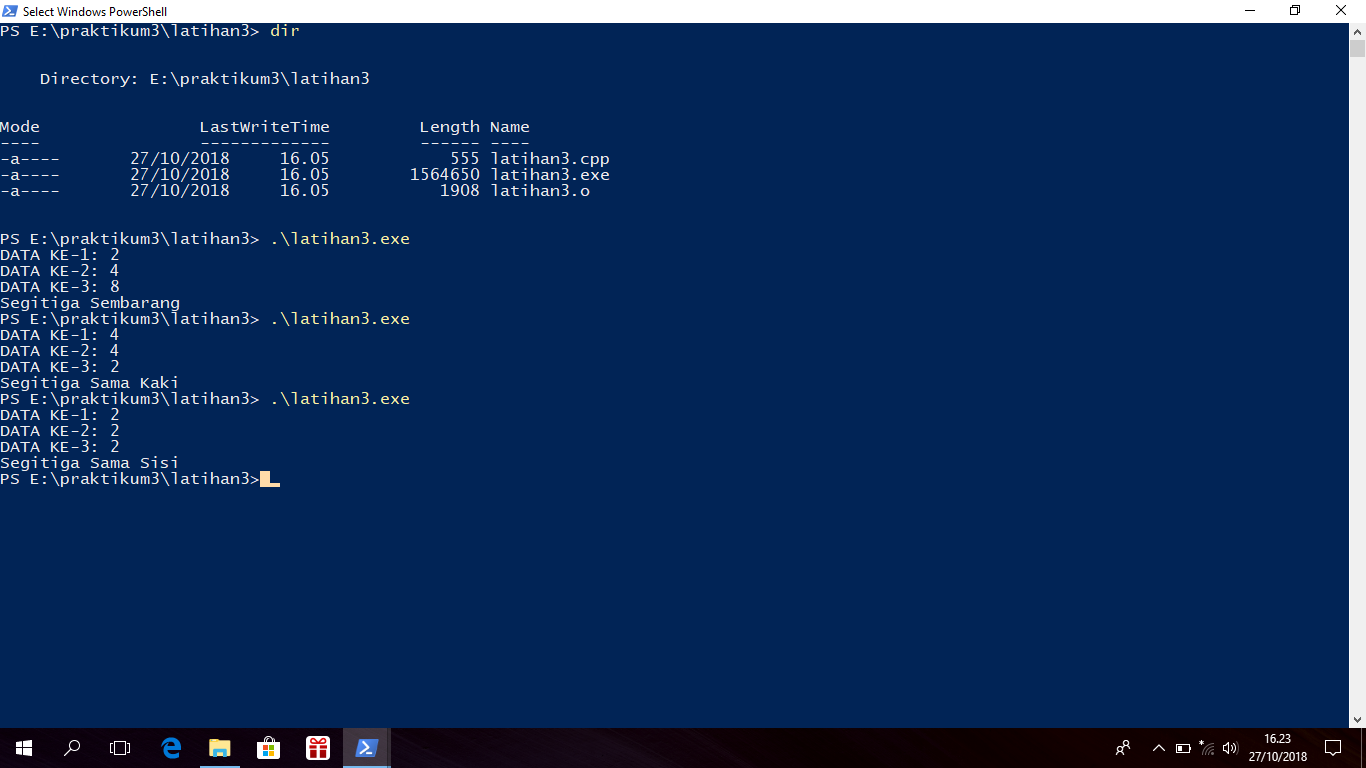 Select Windows PowerShell
PS E:\praktikum3\latihan3> dir
Directory: E:\praktikum3\latihan3
Mode LastWriteTime Length Name
---- ------------- ------ ----
-a---- 27/10/2018 16.05 555 latihan3.cpp
-a---- 27/10/2018 16.05 1564650 latihan3.exe
-a---- 27/10/2018 16.05 1908 latihan3.o
PS E:\praktikum3\latihan3> .\latihan3.exe
DATA KE-1: 2
DATA KE-2: 4
DATA KE-3: 8
Segitiga Sembarang
PS E:\praktikum3\latihan3> .\latihan3.exe
DATA KE-1: 4
DATA KE-2: 4
DATA KE-3: 2
Segitiga Sama Kaki
PS E:\praktikum3\latihan3> .\latihan3.exe
DATA KE-1: 2
DATA KE-2: 2
DATA KE-3: 2
Segitiga Sama Sisi
PS E:\praktikum3\latihan3>
16.23
27/10/2018